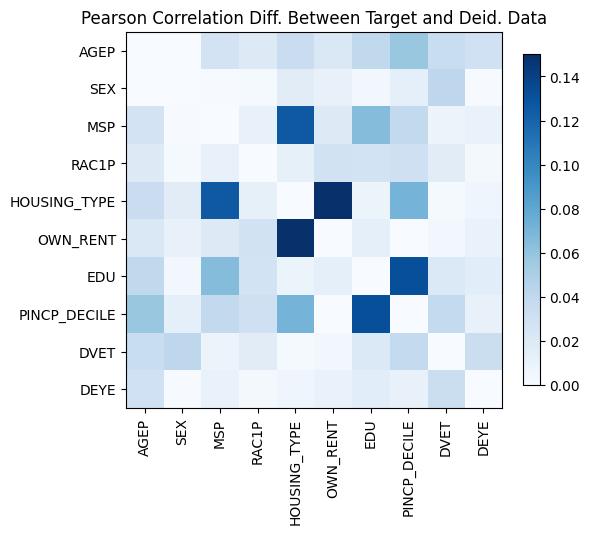 Pearson Correlation Diff. Between Target and Deid. Data
AGEP
SEX
MSP
RAC1P
HOUSING_TYPE
OWN_RENT
EDU
PINCP_DECILE
DVET
DEYE
AGEP
SEX
MSP
RAC1P
HOUSING_TYPE
OWN_RENT
EDU
PINCP_DECILE
DVET
DEYE
0.14
0.12
0.10
0.08
0.06
0.04
0.02
0.00